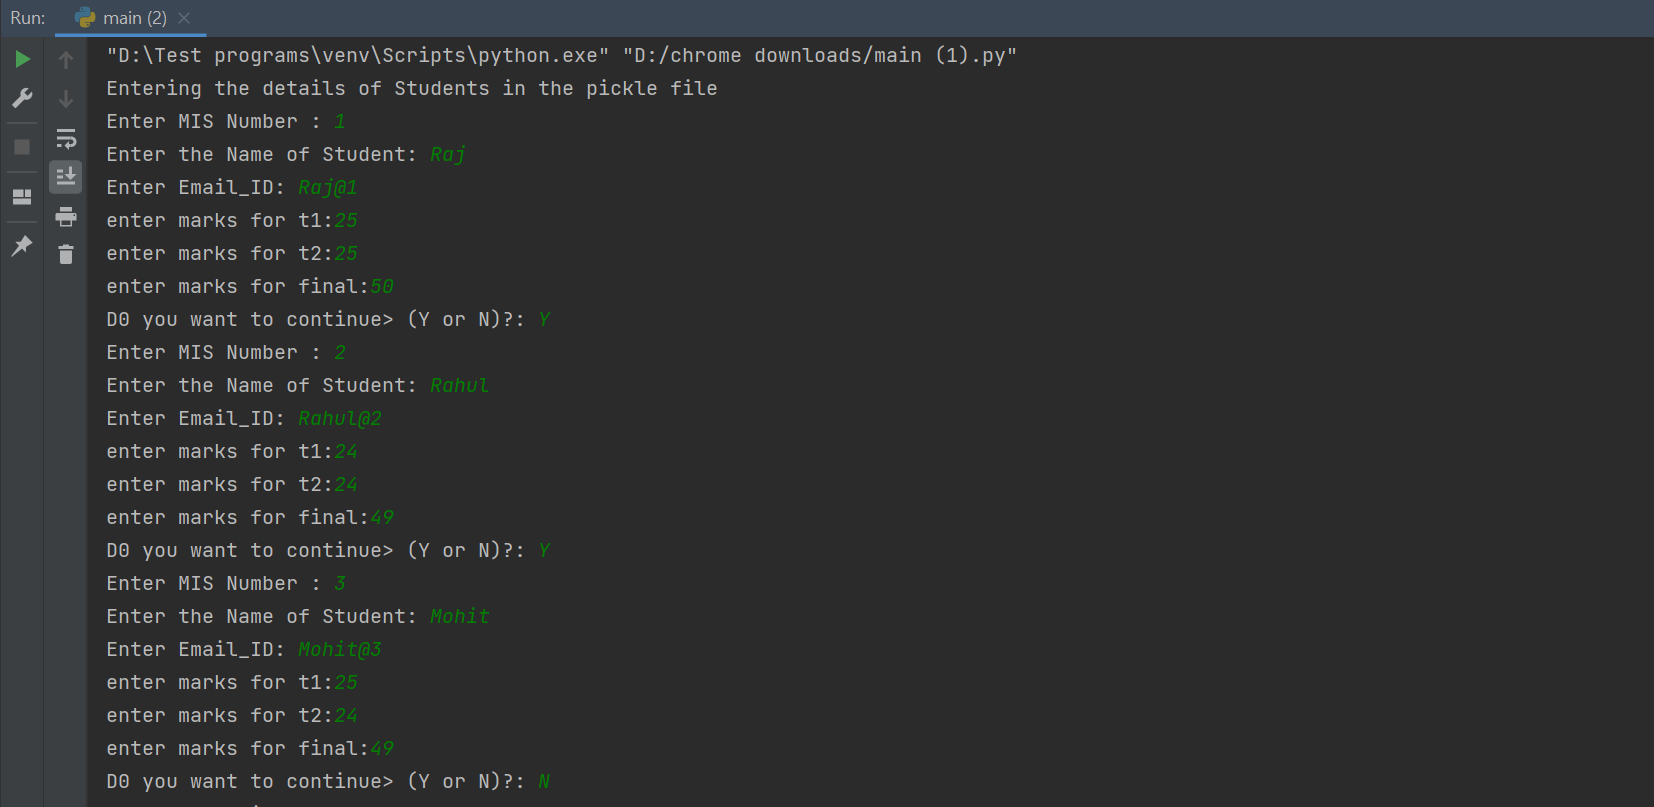 Run: main (2)
"D:\Test programs\venv\Scripts\python.exe" "D:/chrome downloads/main (1).py"
Entering the details of Students in the pickle file
Enter MIS Number : 1
Enter the Name of Student: Raj
Enter Email_ID: Raj@1
enter marks for t1:25
enter marks for t2:25
enter marks for final:50
D0 you want to continue> (Y or N)?: Y
Enter MIS Number : 2
Enter the Name of Student: Rahul
Enter Email_ID: Rahul@2
enter marks for t1:24
enter marks for t2:24
enter marks for final:49
D0 you want to continue> (Y or N)?: Y
Enter MIS Number : 3
Enter the Name of Student: Mohit
Enter Email_ID: Mohit@3
enter marks for t1:25
enter marks for t2:24
enter marks for final:49
D0 you want to continue> (Y or N)?: N